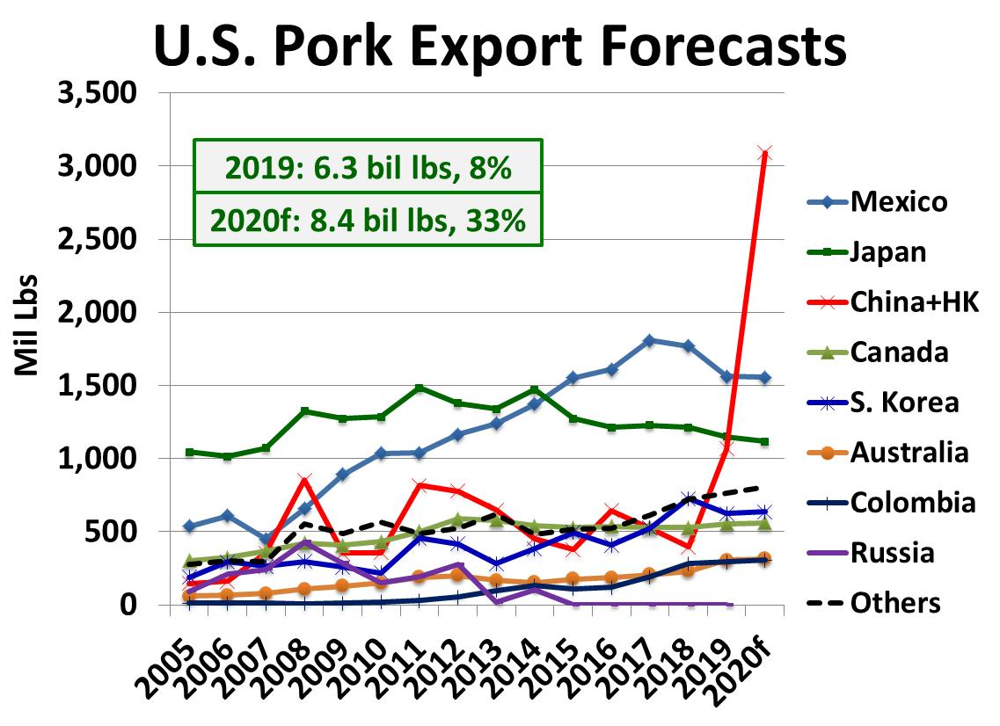 U.S. Pork Export Forecasts
3,500
3,000
2,500
2,000
1,500
1,000
500
0
Mil Lbs
2019: 6.3 bil lbs, 8%
2020f: 8.4 bil lbs, 33%
Mexico
Japan
China+HK
Canada
S. Korea
Australia
Colombia
Russia
Others
2005
2006
2007
2008
2009
2010
2011
2012
2013
2014
2015
2016
2017
2018
2019
2020f